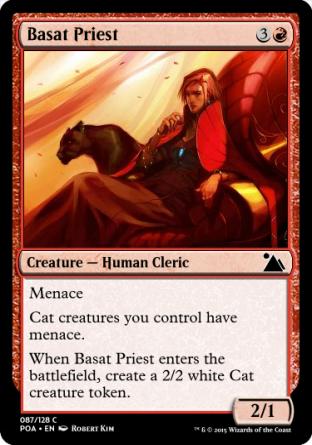 Basat Priest 3
Creature — Human Cleric
Menace
Cat creatures you control have
menace.
When Basat Priest enters the
battlefield, create a 2/2 white Cat
creature token.
2/1
087/128 C
POA • EN Robert Kim
™ & © 2015 Wizards of the Coast